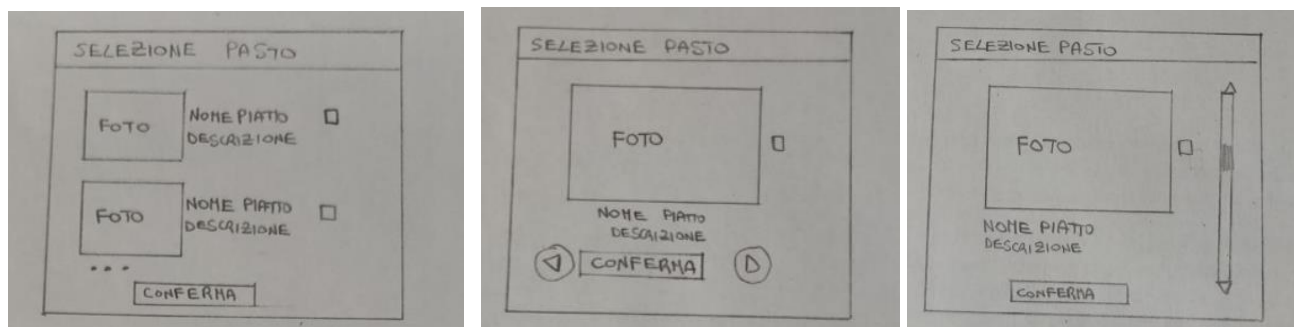 SELEZIONE PASTO
FOTO
NOME PIATTO
DESCRIZIONE
FOTO
NOME PIATTO
DESCRIZIONE
...
CONFERMA
SELEZIONE PASTO
FOTO
NOME PIATTO
DESCRIZIONE
CONFERMA
SELEZIONE PASTO
FOTO
NOME PIATTO
DESCRIZIONE
CONFERMA